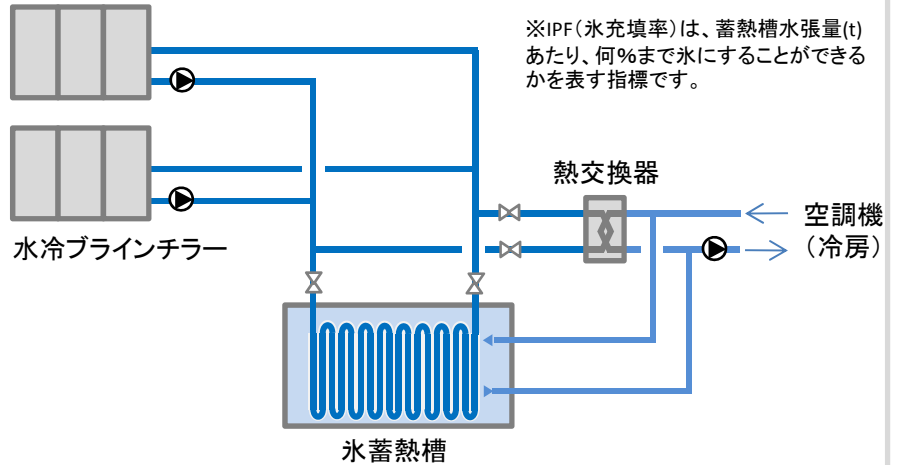 ※IPF(氷充填率)は、蓄熱槽水張量(t)
あたり、何%まで氷にすることができる
かを表す指標です。
熱交換器
空調機
(冷房)
水冷ブラインチラー
氷蓄熱槽